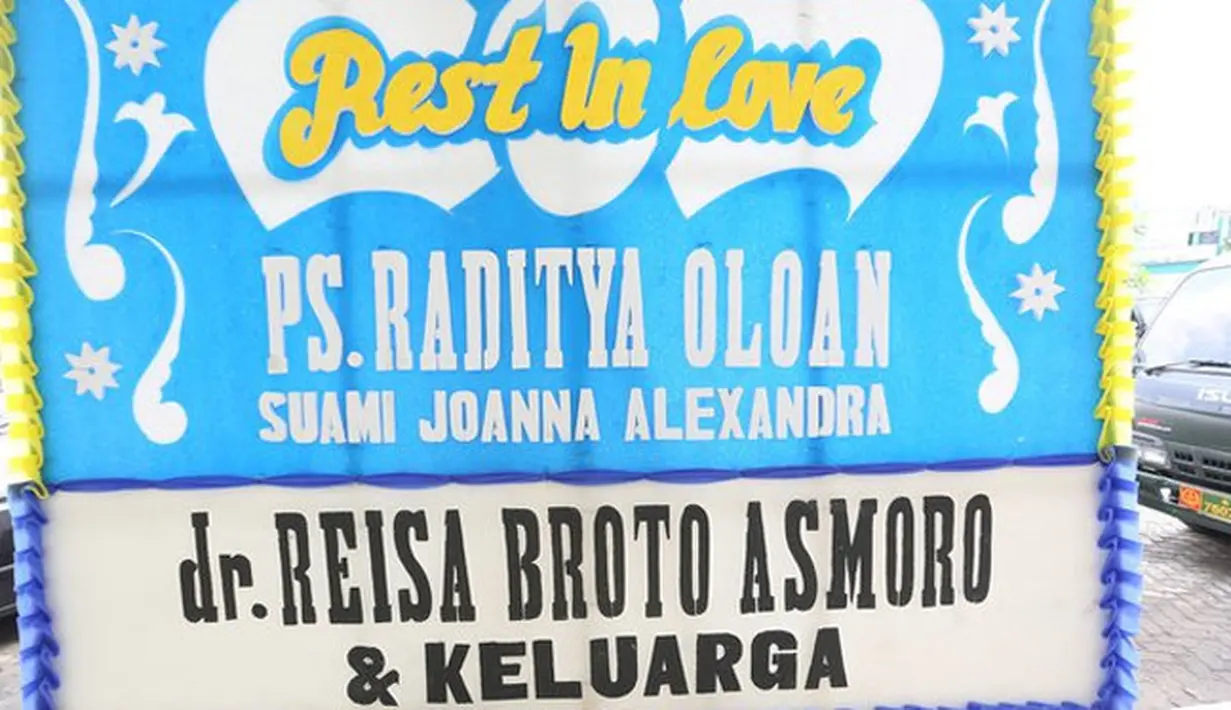 Rest In Love
PS. RADITYA OLOAN
SUAMI JOANNA ALEXANDRA
dr. REISA BROTO ASMORO
& KELUARGA